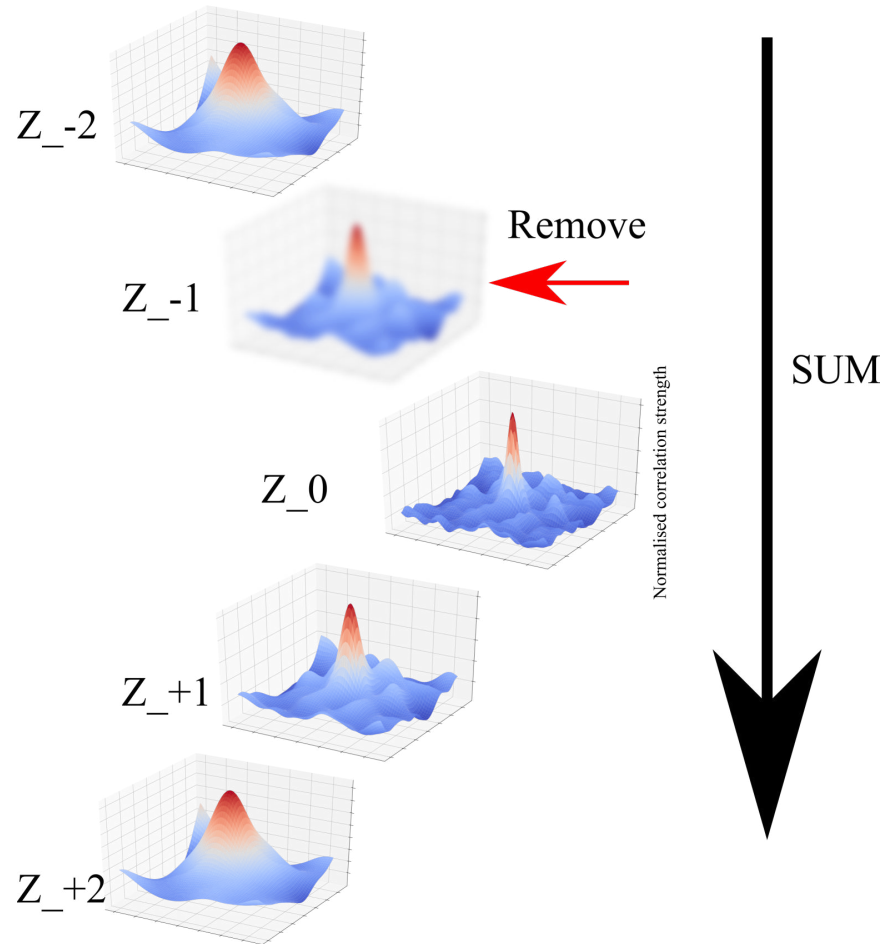 Z_-2
Remove
Z_-1
SUM
Normalised correlation strength
Z_0
Z_+1
Z_+2